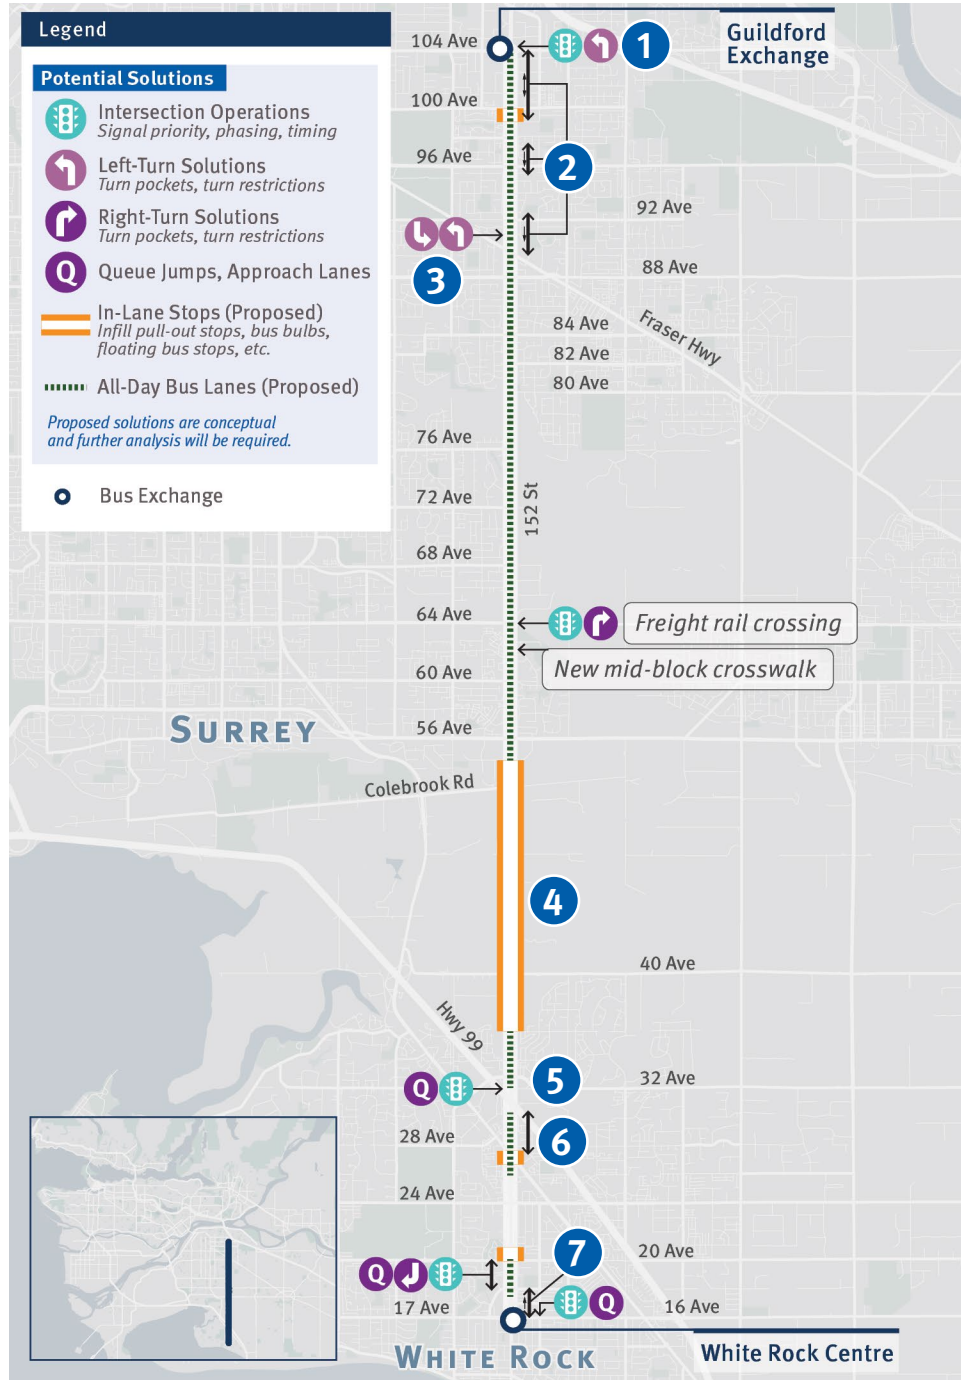 Legend
Potential Solutions
Intersection Operations
Signal priority, phasing, timing
Left-Turn Solutions
Turn pockets, turn restrictions
Right-Turn Solutions
Turn pockets, turn restrictions
Q
Queue Jumps, Approach Lanes
In-Lane Stops (Proposed)
Infill pull-out stops, bus bulbs,
floating bus stops, etc.
All-Day Bus Lanes (Proposed)
Proposed solutions are conceptual
and further analysis will be required.
Bus Exchange
Guildford
Exchange
104 Ave
1
100 Ave
96 Ave
2
92 Ave
3
88 Ave
84 Ave
Fraser Hwy
82 Ave
80 Ave
76 Ave
72 Ave
152 St
68 Ave
64 Ave
Freight rail crossing
New mid-block crosswalk
60 Ave
SURREY
56 Ave
Colebrook Rd
4
40 Ave
Hwy 99
Q
5
32 Ave
28 Ave
6
24 Ave
7
20 Ave
Q
17 Ave
Q
16 Ave
WHITE ROCK
White Rock Centre